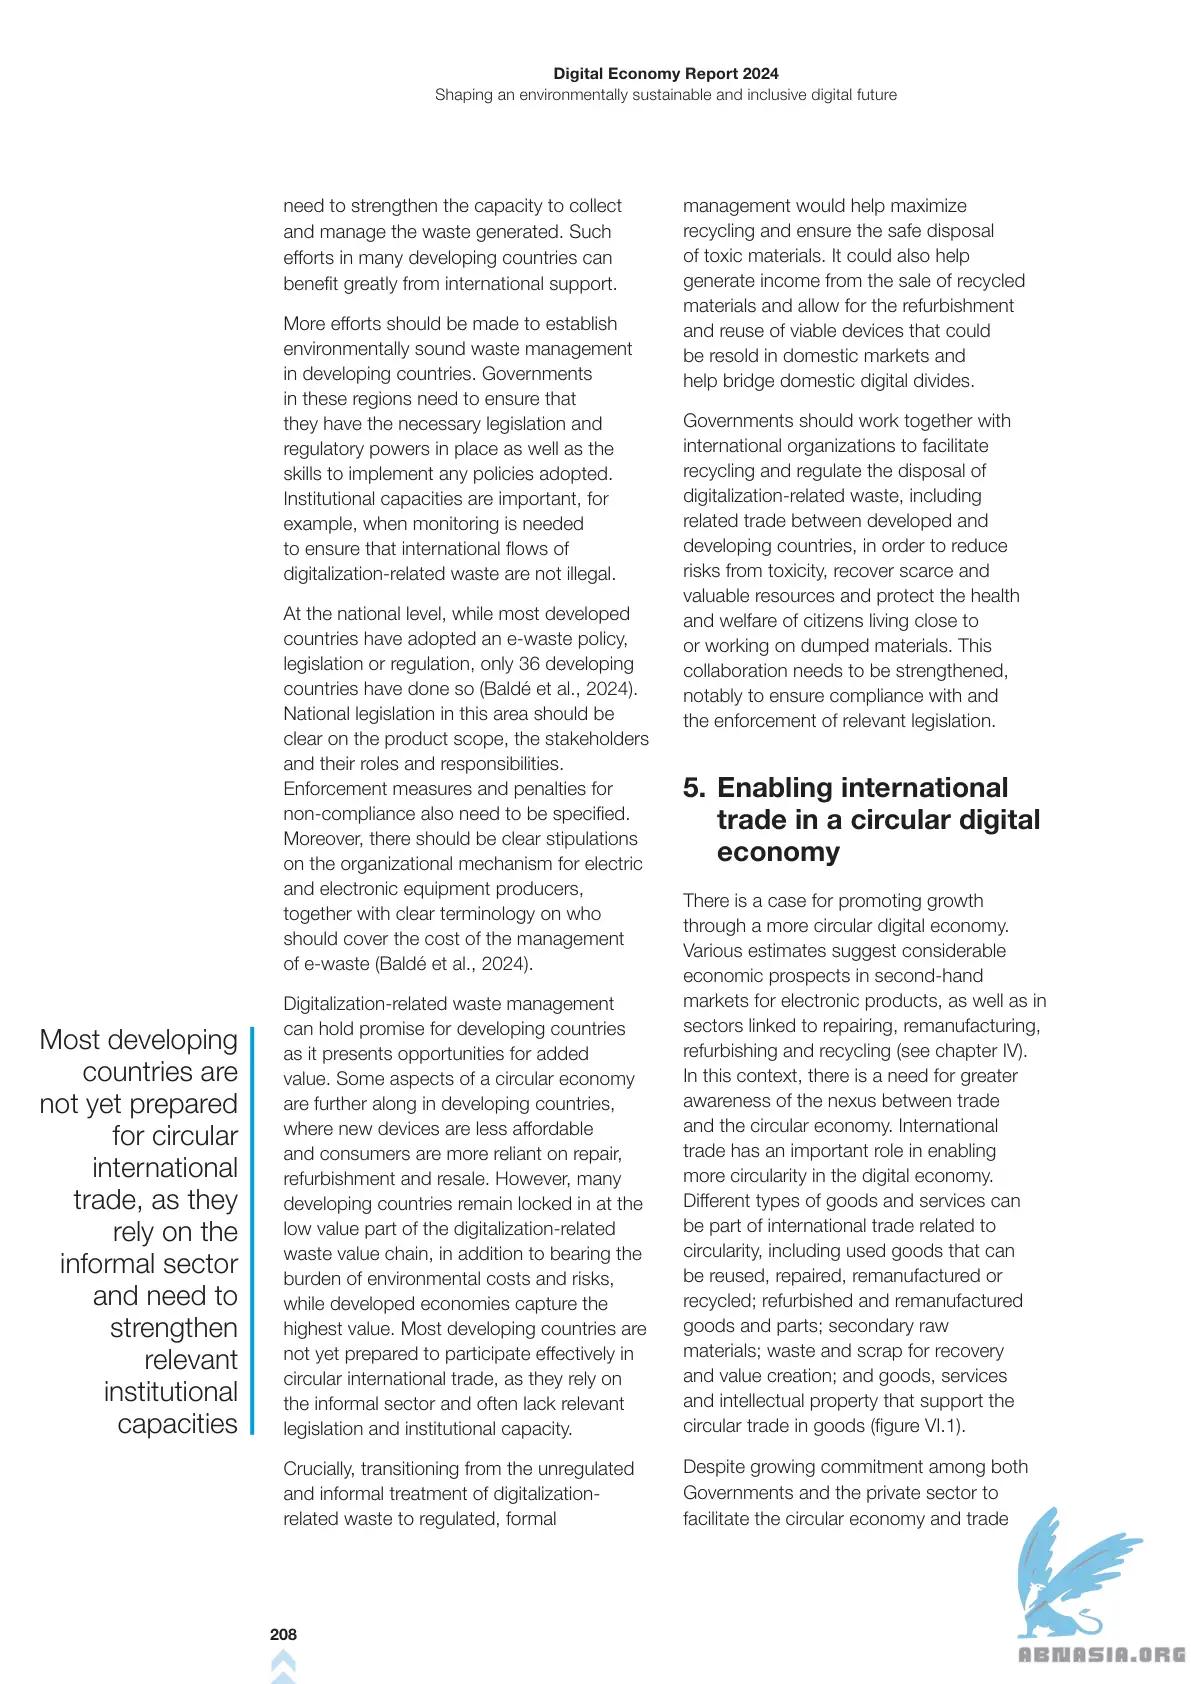 Digital Economy Report 2024
Shaping an environmentally sustainable and inclusive digital future
need to strengthen the capacity to collect
and manage the waste generated. Such
efforts in many developing countries can
benefit greatly from international support.
More efforts should be made to establish
environmentally sound waste management
in developing countries. Governments
in these regions need to ensure that
they have the necessary legislation and
regulatory powers in place as well as the
skills to implement any policies adopted.
Institutional capacities are important, for
example, when monitoring is needed
to ensure that international flows of
digitalization-related waste are not illegal.
At the national level, while most developed
countries have adopted an e-waste policy,
legislation or regulation, only 36 developing
countries have done so (Baldé et al., 2024).
National legislation in this area should be
clear on the product scope, the stakeholders
and their roles and responsibilities.
Enforcement measures and penalties for
non-compliance also need to be specified.
Moreover, there should be clear stipulations
on the organizational mechanism for electric
and electronic equipment producers,
together with clear terminology on who
should cover the cost of the management
of e-waste (Baldé et al., 2024).
Digitalization-related waste management
can hold promise for developing countries
as it presents opportunities for added
value. Some aspects of a circular economy
are further along in developing countries,
where new devices are less affordable
and consumers are more reliant on repair,
refurbishment and resale. However, many
developing countries remain locked in at the
low value part of the digitalization-related
waste value chain, in addition to bearing the
burden of environmental costs and risks,
while developed economies capture the
highest value. Most developing countries are
not yet prepared to participate effectively in
circular international trade, as they rely on
the informal sector and often lack relevant
legislation and institutional capacity.
Crucially, transitioning from the unregulated
and informal treatment of digitalization-
related waste to regulated, formal
Most developing
countries are
not yet prepared
for circular
international
trade, as they
rely on the
informal sector
and need to
strengthen
relevant
institutional
capacities
management would help maximize
recycling and ensure the safe disposal
of toxic materials. It could also help
generate income from the sale of recycled
materials and allow for the refurbishment
and reuse of viable devices that could
be resold in domestic markets and
help bridge domestic digital divides.
Governments should work together with
international organizations to facilitate
recycling and regulate the disposal of
digitalization-related waste, including
related trade between developed and
developing countries, in order to reduce
risks from toxicity, recover scarce and
valuable resources and protect the health
and welfare of citizens living close to
or working on dumped materials. This
collaboration needs to be strengthened,
notably to ensure compliance with and
the enforcement of relevant legislation.
5. Enabling international
trade in a circular digital
economy
There is a case for promoting growth
through a more circular digital economy.
Various estimates suggest considerable
economic prospects in second-hand
markets for electronic products, as well as in
sectors linked to repairing, remanufacturing,
refurbishing and recycling (see chapter IV).
In this context, there is a need for greater
awareness of the nexus between trade
and the circular economy. International
trade has an important role in enabling
more circularity in the digital economy.
Different types of goods and services can
be part of international trade related to
circularity, including used goods that can
be reused, repaired, remanufactured or
recycled; refurbished and remanufactured
goods and parts; secondary raw
materials; waste and scrap for recovery
and value creation; and goods, services
and intellectual property that support the
circular trade in goods (figure VI.1).
Despite growing commitment among both
Governments and the private sector to
facilitate the circular economy and trade
208
ABNASIA.ORG